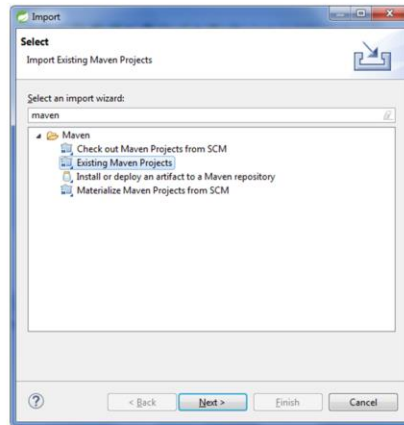 Import
Select
Import Existing Maven Projects
Select an import wizard:
maven
Maven
Check out Maven Projects from SCM
Existing Maven Projects
Install or deploy an artifact to a Maven repository
Materialize Maven Projects from SCM
?
< Back Next > Finish Cancel